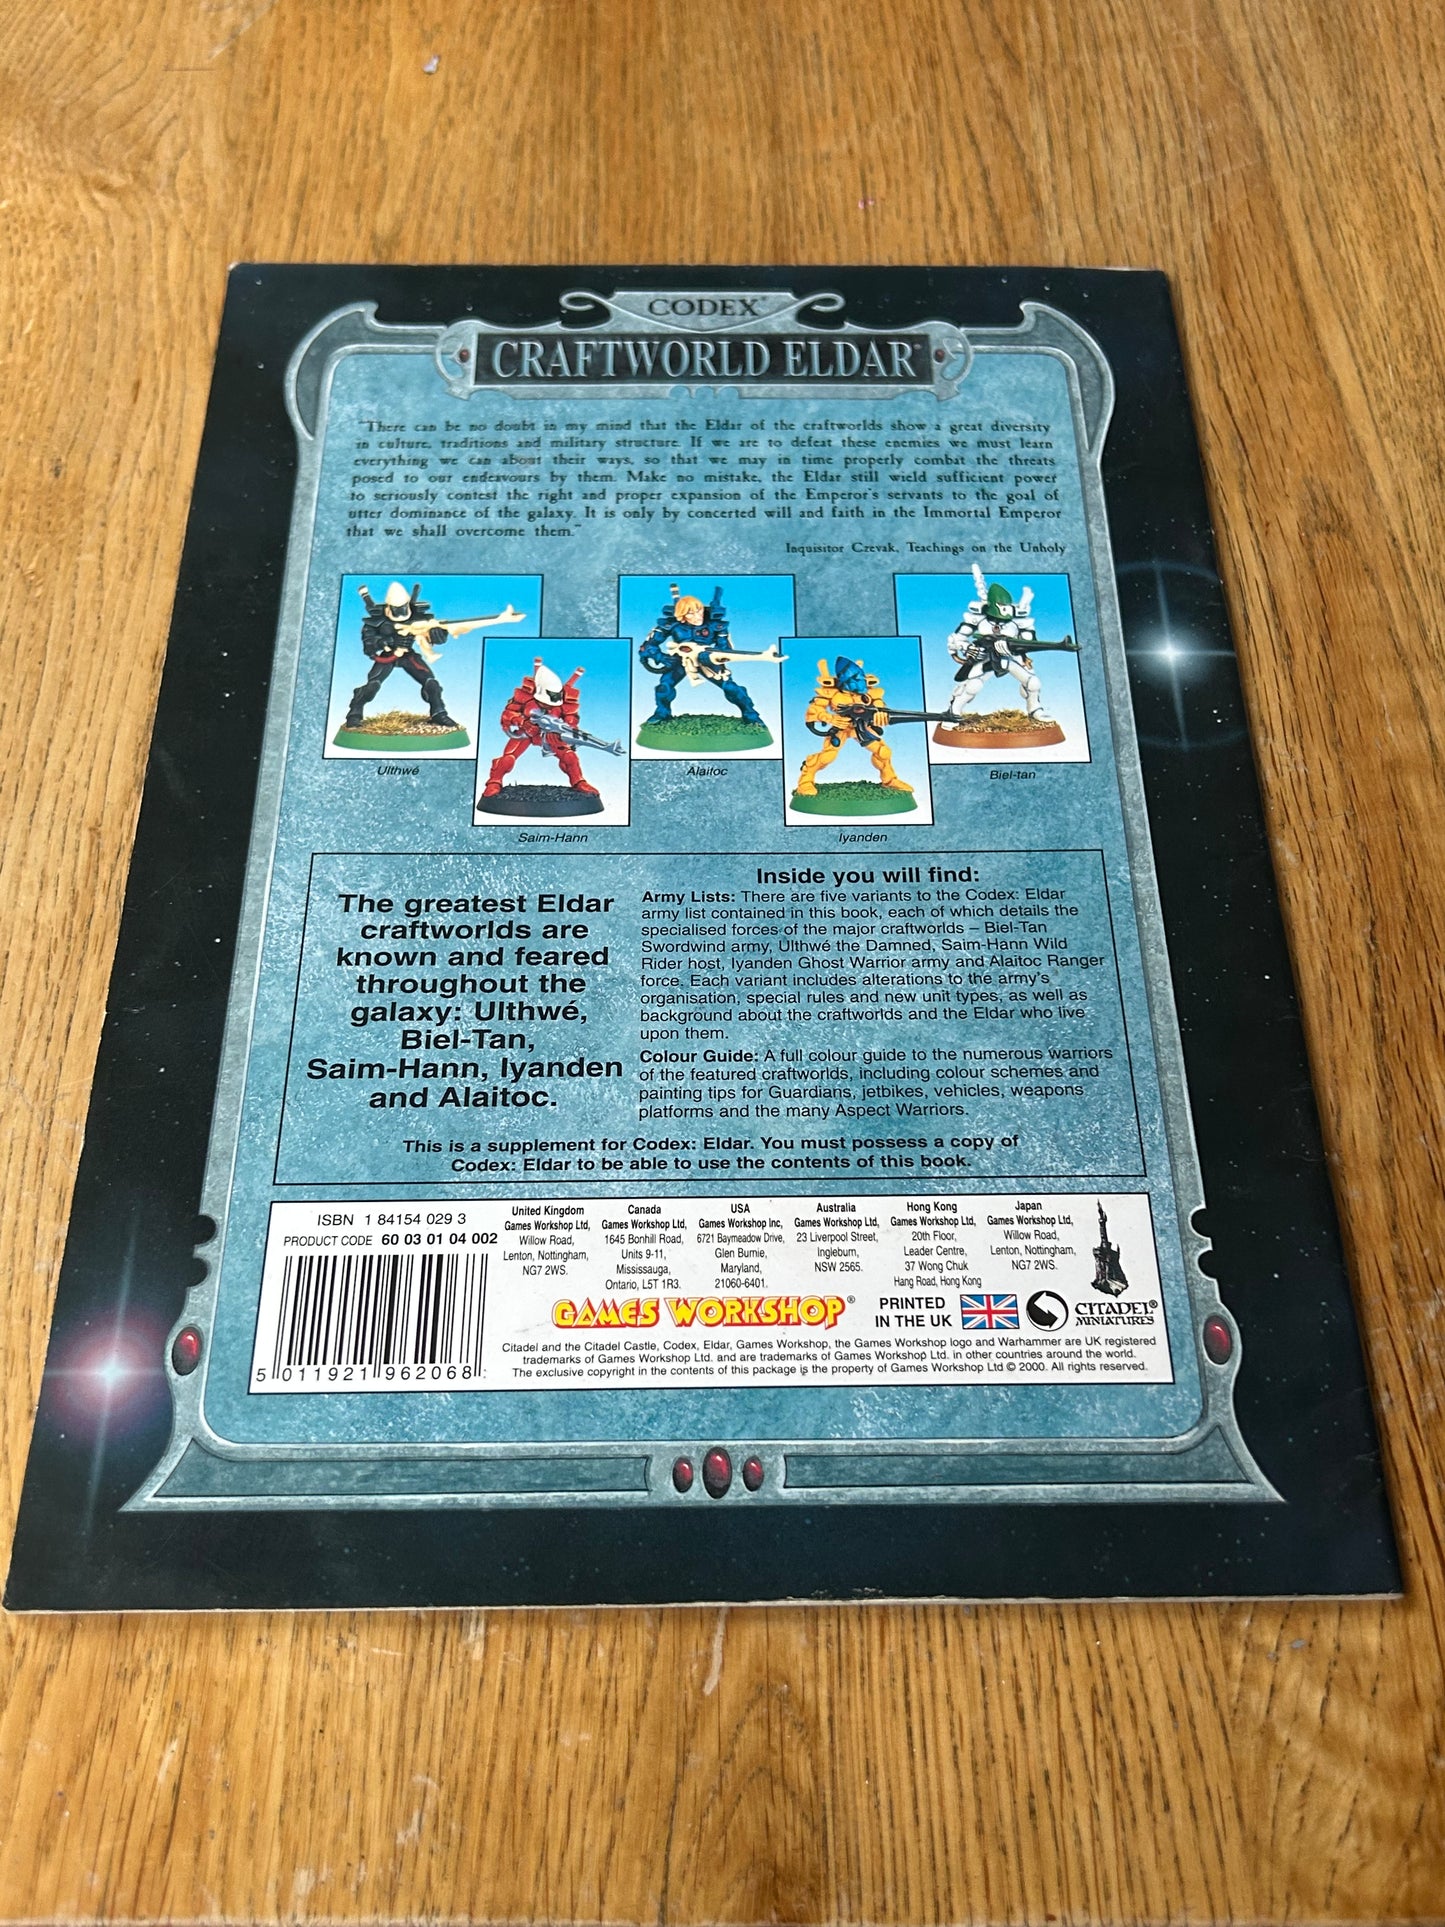 CODEX®
CRAFTWORLD ELDAR™
"There can be no doubt in my mind that the Eldar of the craftworlds show a great diversity
in culture, traditions and military structure. If we are to defeat these enemies we must learn
everything we can about their ways, so that we may in time properly combat the threats
posed to our endeavours by them. Make no mistake, the Eldar still wield sufficient power
to seriously contest the right and proper expansion of the Emperor's servants to the goal of
utter dominance of the galaxy. It is only by concerted will and faith in the Immortal Emperor
that we shall overcome them."
Inquisitor Czevak, Teachings on the Unholy
Ulthwé
Alaitoc
Biel-tan
Saim-Hann
Iyanden
The greatest Eldar
craftworlds are
known and feared
throughout the
galaxy: Ulthwé,
Biel-Tan,
Saim-Hann, Iyanden
and Alaitoc.
Inside you will find:
Army Lists: There are five variants to the Codex: Eldar
army list contained in this book, each of which details the
specialised forces of the major craftworlds – Biel-Tan
Swordwind army, Ulthwé the Damned, Saim-Hann Wild
Rider host, Iyanden Ghost Warrior army and Alaitoc Ranger
force. Each variant includes alterations to the army's
organisation, special rules and new unit types, as well as
background about the craftworlds and the Eldar who live
upon them.
Colour Guide: A full colour guide to the numerous warriors
of the featured craftworlds, including colour schemes and
painting tips for Guardians, jetbikes, vehicles, weapons
platforms and the many Aspect Warriors.
This is a supplement for Codex: Eldar. You must possess a copy of
Codex: Eldar to be able to use the contents of this book.
ISBN 1 84154 029 3
PRODUCT CODE 60 03 01 04 002
5 011921 962068
United Kingdom
Games Workshop Ltd,
Willow Road,
Lenton, Nottingham,
NG7 2WS.
Canada
Games Workshop Ltd,
1645 Bonhill Road,
Units 9-11,
Mississauga,
Ontario, L5T 1R3.
USA
Games Workshop Inc,
6721 Baymeadow Drive,
Glen Burnie,
Maryland,
21060-6401.
Australia
Games Workshop Ltd,
23 Liverpool Street,
Ingleburn,
NSW 2565.
Hong Kong
Games Workshop Ltd,
20th Floor,
Leader Centre,
37 Wong Chuk
Hang Road, Hong Kong
Japan
Games Workshop Ltd,
Willow Road,
Lenton, Nottingham,
NG7 2WS.
GAMES WORKSHOP®
PRINTED
IN THE UK
CITADEL®
MINIATURES
Citadel and the Citadel Castle, Codex, Eldar, Games Workshop, the Games Workshop logo and Warhammer are UK registered
trademarks of Games Workshop Ltd. and are trademarks of Games Workshop Ltd. in other countries around the world.
The exclusive copyright in the contents of this package is the property of Games Workshop Ltd © 2000. All rights reserved.